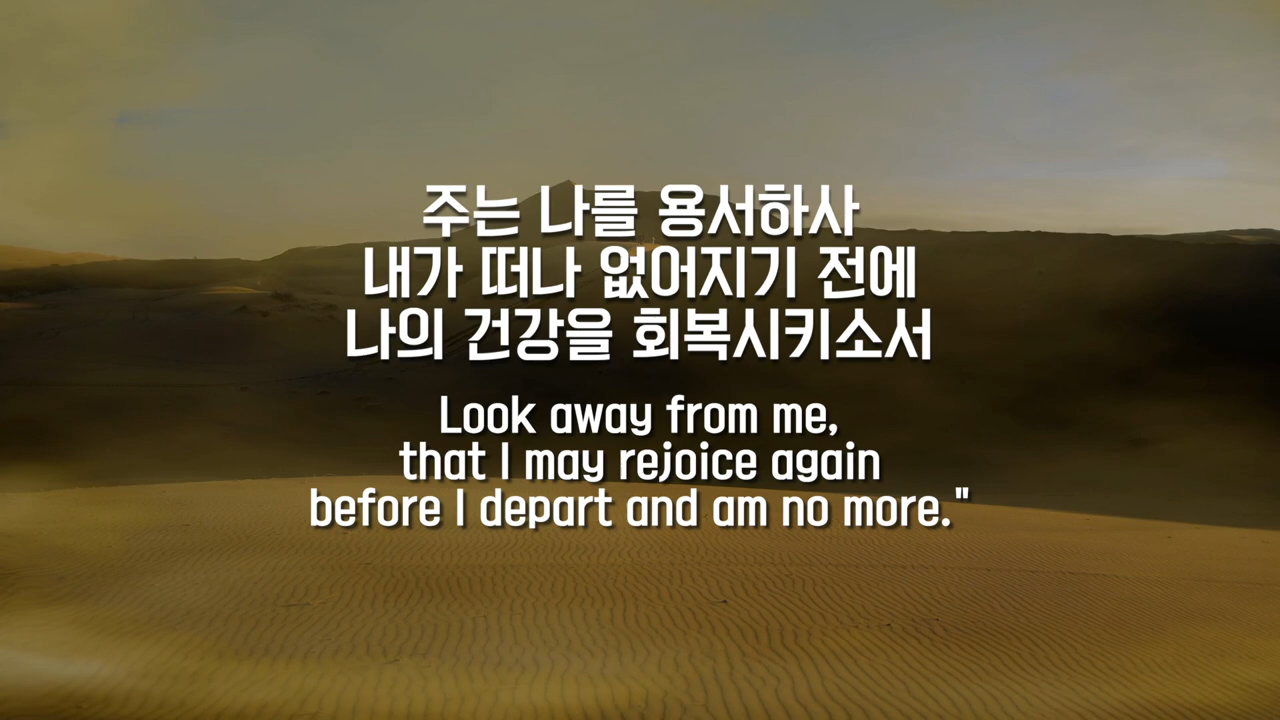 주는 나를 용서하사
내가 떠나 없어지기 전에
나의 건강을 회복시키소서
Look away from me,
that I may rejoice again
before I depart and am no more."